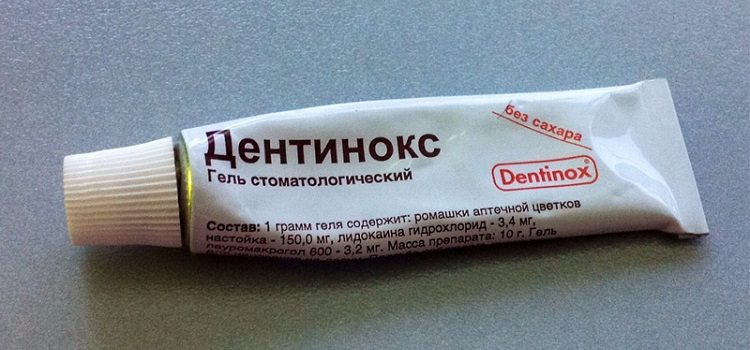 Дентинокс
Гель стоматологический
без сахара
Dentinox®
Состав: 1 грамм геля содержит: ромашки аптечной цветков
настойка - 150,0 мг, лидокаина гидрохлорид - 3,4 мг,
лауромакрогол 600 - 3,2 мг. Масса препарата: 10 г. Гель